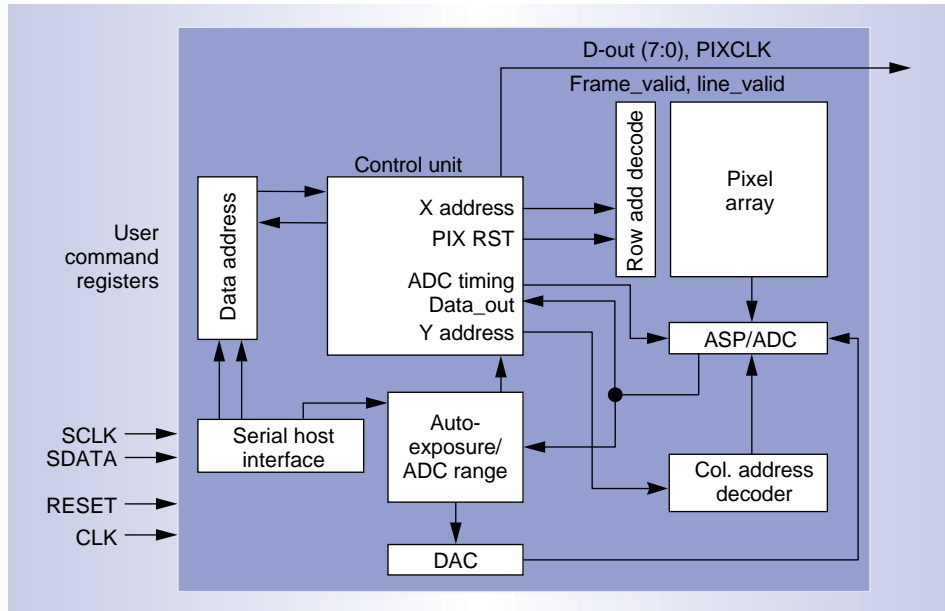 D-out (7:0), PIXCLK
Frame_valid, line_valid
Control unit
Row add decode
Pixel
array
Data address
User
command
registers
X address
PIX RST
ADC timing
Data_out
Y address
ASP/ADC
Serial host
interface
Auto-
exposure/
ADC range
Col. address
decoder
SCLK
SDATA
RESET
CLK
DAC